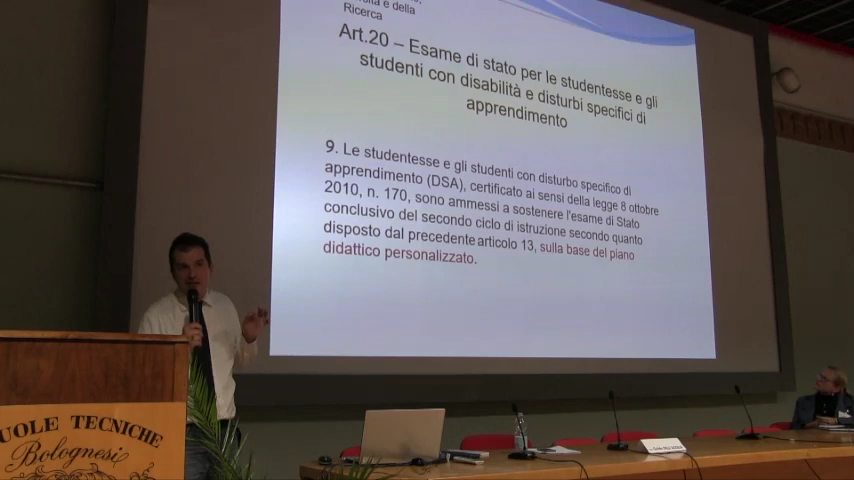 Ricerca
Art.20 – Esame di stato per le studentesse e gli
studenti con disabilità e disturbi specifici di
apprendimento
9. Le studentesse e gli studenti con disturbo specifico di
apprendimento (DSA), certificato ai sensi della legge 8 ottobre
2010, n. 170, sono ammessi a sostenere l'esame di Stato
conclusivo del secondo ciclo di istruzione secondo quanto
disposto dal precedente articolo 13, sulla base del piano
didattico personalizzato.
UOLE TECNICHE
Bolognesi